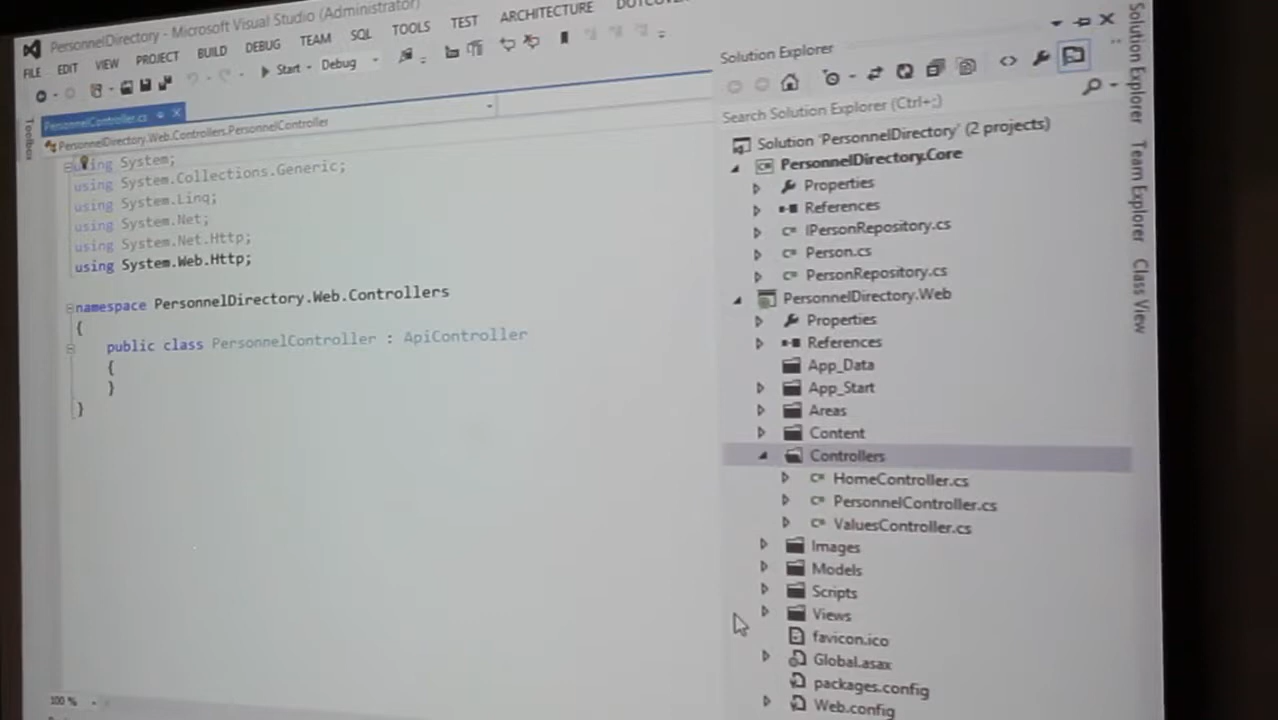 PersonnelDirectory - Microsoft Visual Studio (Administrator)
FILE EDIT VIEW PROJECT BUILD DEBUG TEAM SQL TOOLS TEST ARCHITECTURE
Start Debug
PersonnelController.cs
PersonnelDirectory.Web.Controllers.PersonnelController
Toolbox
using System;
using System.Collections.Generic;
using System.Linq;
using System.Net;
using System.Net.Http;
using System.Web.Http;
namespace PersonnelDirectory.Web.Controllers
{
public class PersonnelController : ApiController
{
}
}
100 %
Solution Explorer
Search Solution Explorer (Ctrl+;)
Solution 'PersonnelDirectory' (2 projects)
PersonnelDirectory.Core
Properties
References
IPersonRepository.cs
Person.cs
PersonRepository.cs
PersonnelDirectory.Web
Properties
References
App_Data
App_Start
Areas
Content
Controllers
HomeController.cs
PersonnelController.cs
ValuesController.cs
Images
Models
Scripts
Views
favicon.ico
Global.asax
packages.config
Web.config
Solution Explorer
Team Explorer
Class View